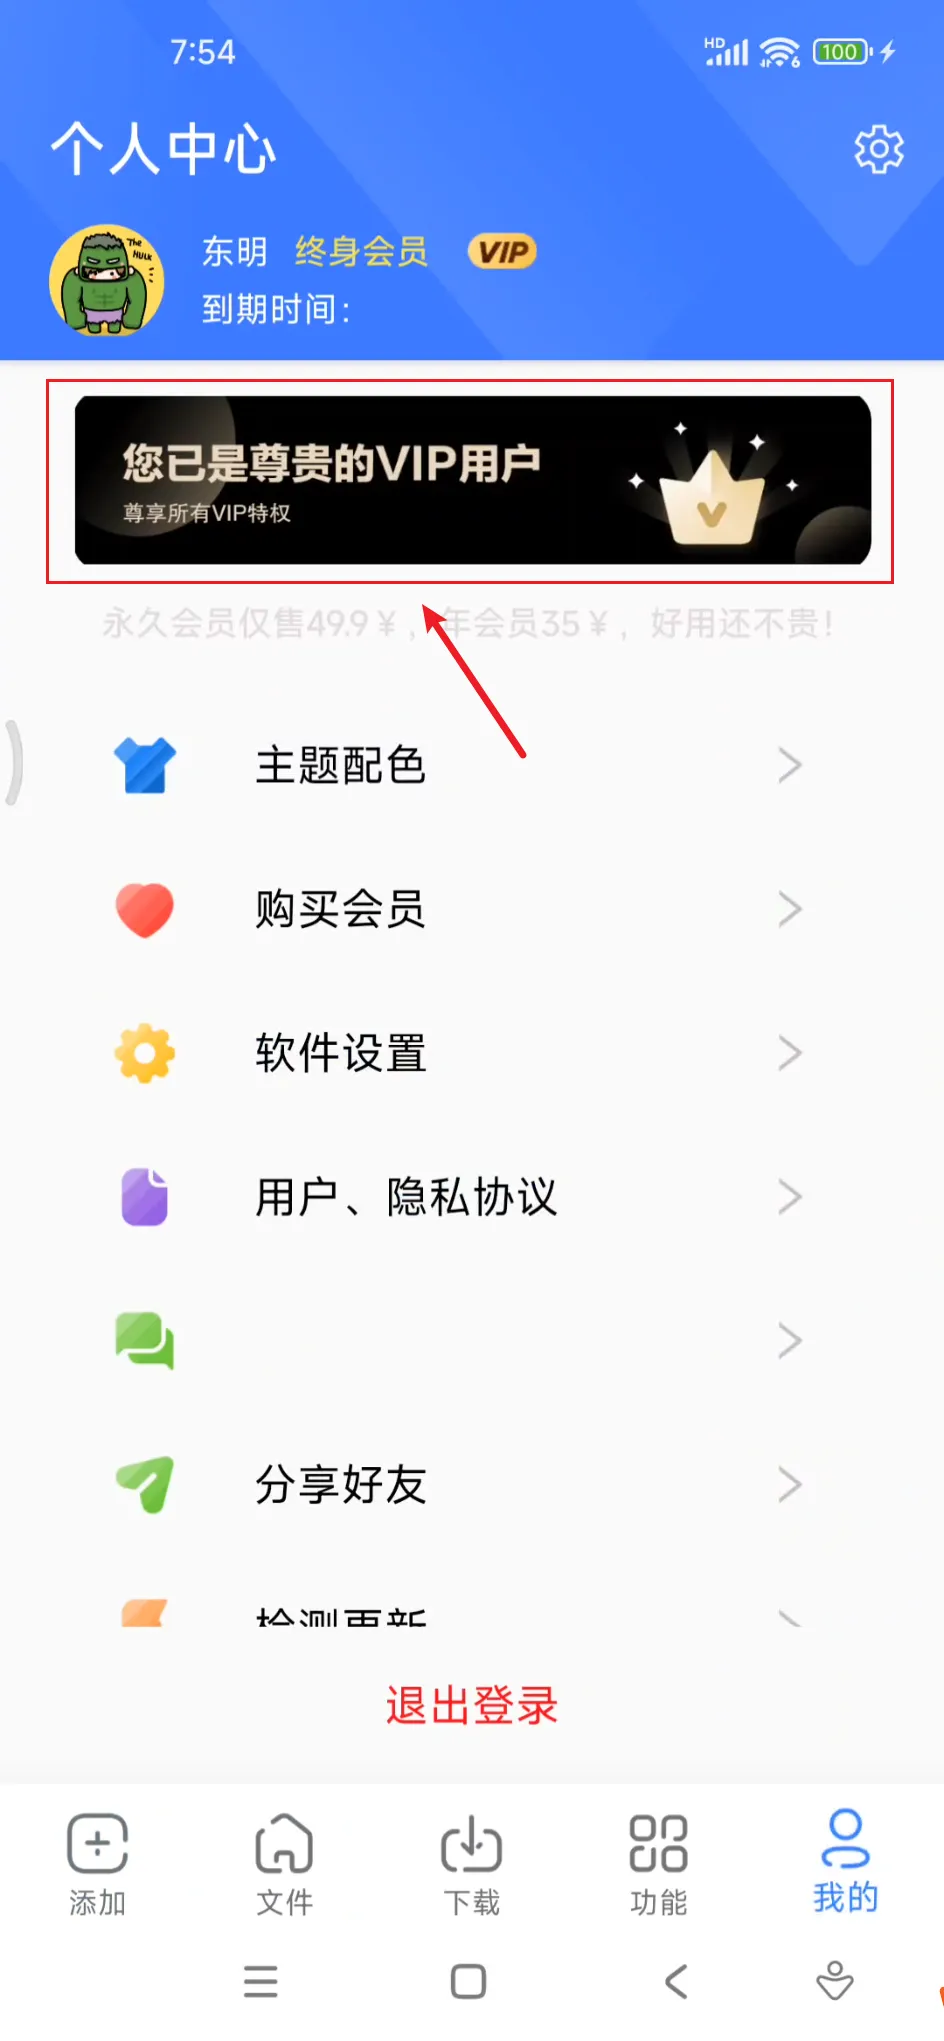 7:54
HD
6
100
个人中心
The
HULK
东明 终身会员 VIP
到期时间：
您已是尊贵的VIP用户
尊享所有VIP特权
永久会员仅售49.9￥，年会员35￥，好用还不贵！
主题配色
购买会员
软件设置
用户、隐私协议
分享好友
检测更新
退出登录
添加
文件
下载
功能
我的